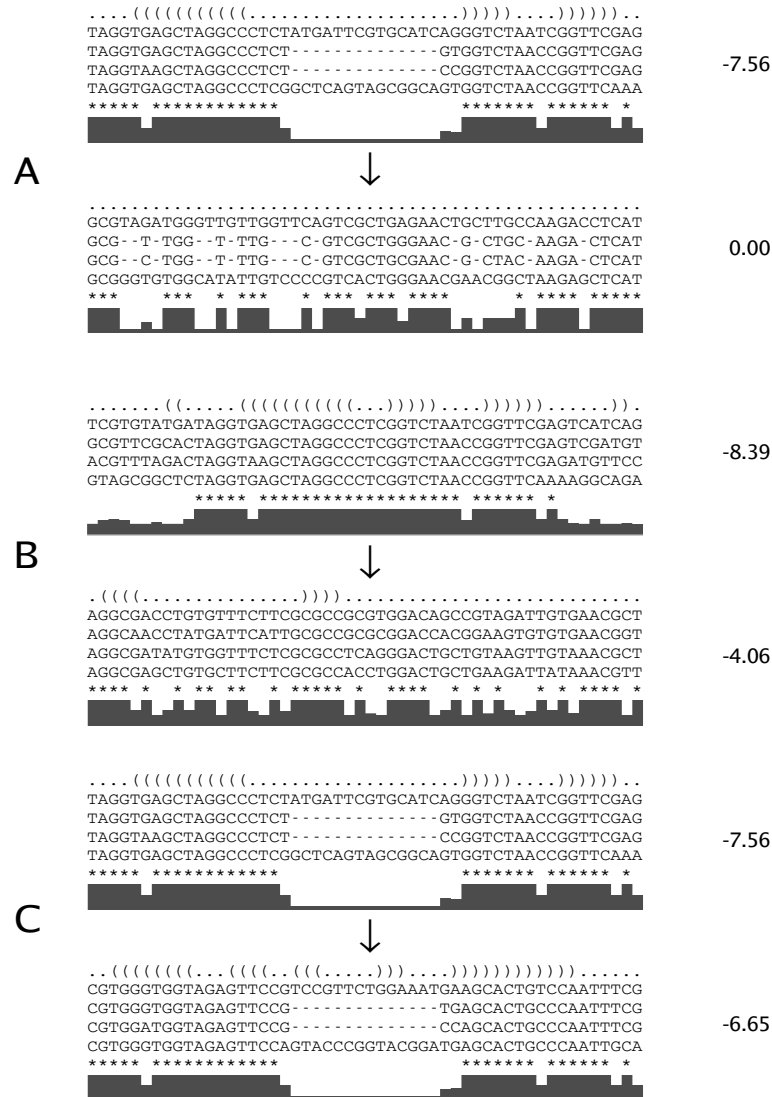 A
....(((((((((((....................)))))....))))))..
TAGGTGAGCTAGGCCCTCTATGATTCGTGCATCAGGGTCTAATCGGTTCGAG
TAGGTGAGCTAGGCCCTCT--------------GTGGTCTAACCGGTTCGAG
TAGGTAAGCTAGGCCCTCT--------------CCGGTCTAACCGGTTCGAG
TAGGTGAGCTAGGCCCTCGGCTCAGTAGCGGCAGTGGTCTAACCGGTTCAAA
***** ************                 ******* ****** *
-7.56
↓
....................................................
GCGTAGATGGGTTGTTGGTTCAGTCGCTGAGAACTGCTTGCCAAGACCTCAT
GCG--T-TGG--T-TTG---C-GTCGCTGGGAAC-G-CTGC-AAGA-CTCAT
GCG--C-TGG--T-TTG---C-GTCGCTGCGAAC-G-CTAC-AAGA-CTCAT
GCGGGTGTGGCATATTGTCCCCGTCACTGGGAACGAACGGCTAAGAGCTCAT
***    ***  * ***   * *** *** ****      * **** *****
0.00
B
.......((.....(((((((((((...)))))....))))))......)).
TCGTGTATGATAGGTGAGCTAGGCCCTCGGTCTAATCGGTTCGAGTCATCAG
GCGTTCGCACTAGGTGAGCTAGGCCCTCGGTCTAACCGGTTCGAGTCGATGT
ACGTTTAGACTAGGTAAGCTAGGCCCTCGGTCTAACCGGTTCGAGATGTTCC
GTAGCGGCTCTAGGTGAGCTAGGCCCTCGGTCTAACCGGTTCAAAAGGCAGA
          ***** ******************* ****** *
-8.39
↓
.((((...............))))............................
AGGCGACCTGTGTTTCTTCGCGCCGCGTGGACAGCCGTAGATTGTGAACGCT
AGGCAACCTATGATTCATTGCGCCGCGCGGACCACGGAAGTGTGTGAACGGT
AGGCGATATGTGGTTTCTCGCGCCTCAGGGACTGCTGTAAGTTGTAAACGCT
AGGCGAGCTGTGCTTCTTCGCGCCACCTGGACTGCTGAAGATTATAAACGTT
**** *  * ** **  * ***** *  ****  * * *   * * **** *
-4.06
C
....(((((((((((....................)))))....))))))..
TAGGTGAGCTAGGCCCTCTATGATTCGTGCATCAGGGTCTAATCGGTTCGAG
TAGGTGAGCTAGGCCCTCT--------------GTGGTCTAACCGGTTCGAG
TAGGTAAGCTAGGCCCTCT--------------CCGGTCTAACCGGTTCGAG
TAGGTGAGCTAGGCCCTCGGCTCAGTAGCGGCAGTGGTCTAACCGGTTCAAA
***** ************                 ******* ****** *
-7.56
↓
..((((((((...((((..(((.....)))....))))))))))))......
CGTGGGTGGTAGAGTTCCGTCCGTTCTGGAAATGAAGCACTGTCCAATTTCG
CGTGGGTGGTAGAGTTCCG--------------TGAGCACTGCCCAATTTCG
CGTGGATGGTAGAGTTCCG--------------CCAGCACTGCCCAATTTCG
CGTGGGTGGTAGAGTTCCAGTACCCGGTACGGATGAGCACTGCCCAATTGCA
***** ************                 ******* ****** *
-6.65